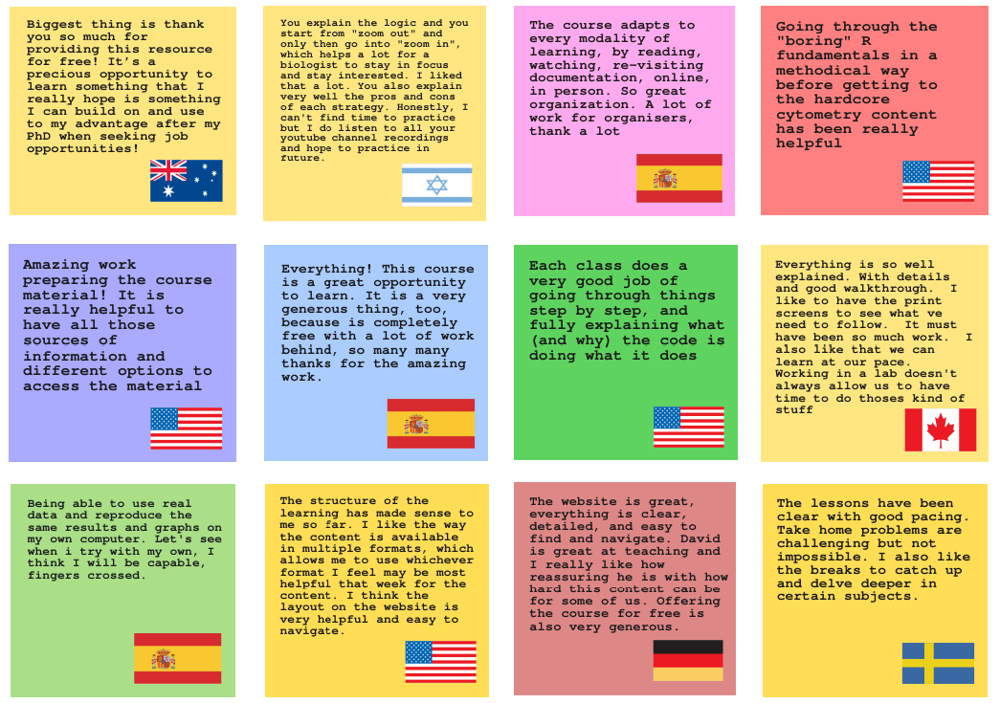 Biggest thing is thank
you so much for
providing this resource
for free! It's a
precious opportunity to
learn something that I
really hope is something
I can build on and use
to my advantage after my
PhD when seeking job
opportunities!
You explain the logic and you
start from "zoom out" and
only then go into "zoom in",
which helps a lot for a
biologist to stay in focus
and stay interested. I liked
that a lot. You also explain
very well the pros and cons
of each strategy. Honestly, I
can't find time to practice
but I do listen to all your
youtube channel recordings
and hope to practice in
future.
The course adapts to
every modality of
learning, by reading,
watching, re-visiting
documentation, online,
in person. So great
organization. A lot of
work for organisers,
thank a lot
Going through the
"boring" R
fundamentals in a
methodical way
before getting to
the hardcore
cytometry content
has been really
helpful
Amazing work
preparing the course
material! It is
really helpful to
have all those
sources of
information and
different options to
access the material
Everything! This course
is a great opportunity
to learn. It is a very
generous thing, too,
because is completely
free with a lot of work
behind, so many many
thanks for the amazing
work.
Each class does a
very good job of
going through things
step by step, and
fully explaining what
(and why) the code is
doing what it does
Everything is so well
explained. With details
and good walkthrough.  I
like to have the print
screens to see what ve
need to follow.  It must
have been so much work.  I
also like that we can
learn at our pace.
Working in a lab doesn't
always allow us to have
time to do thoses kind of
stuff
Being able to use real
data and reproduce the
same results and graphs on
my own computer. Let's see
when i try with my own, I
think I will be capable,
fingers crossed.
The structure of the
learning has made sense to
me so far. I like the way
the content is available
in multiple formats, which
allows me to use whichever
format I feel may be most
helpful that week for the
content. I think the
layout on the website is
very helpful and easy to
navigate.
The website is great,
everything is clear,
detailed, and easy to
find and navigate. David
is great at teaching and
I really like how
reassuring he is with how
hard this content can be
for some of us. Offering
the course for free is
also very generous.
The lessons have been
clear with good pacing.
Take home problems are
challenging but not
impossible. I also like
the breaks to catch up
and delve deeper in
certain subjects.